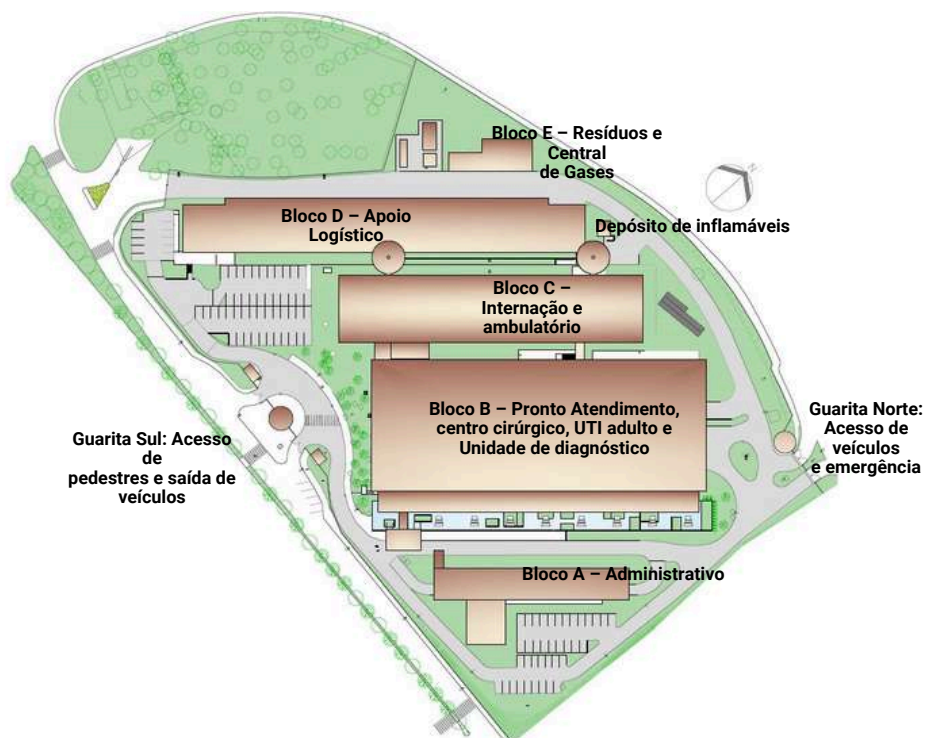 Bloco E – Resíduos e
Central
de Gases
N
Bloco D – Apoio
Logístico
Depósito de inflamáveis
Bloco C –
Internação e
ambulatório
Bloco B – Pronto Atendimento,
centro cirúrgico, UTI adulto e
Unidade de diagnóstico
Guarita Norte:
Acesso de
veículos
e emergência
Guarita Sul: Acesso
de
pedestres e saída de
veículos
Bloco A – Administrativo